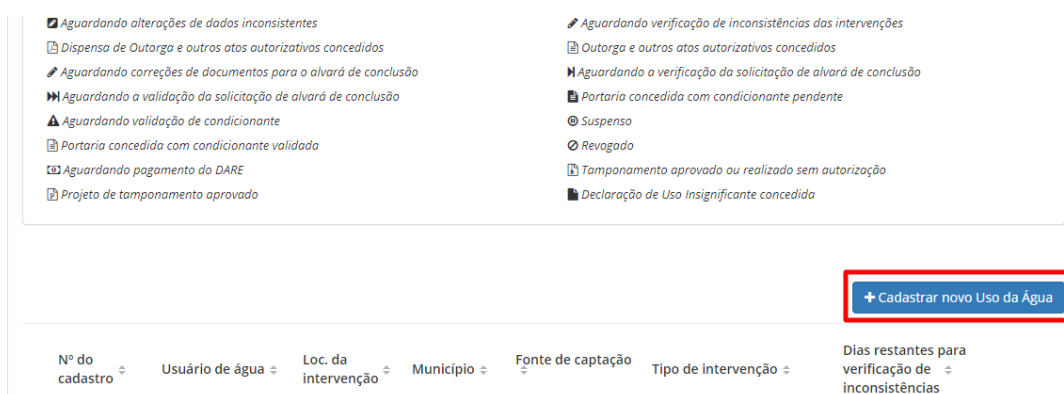 Aguardando alterações de dados inconsistentes
Aguardando verificação de inconsistências das intervenções
Dispensa de Outorga e outros atos autorizativos concedidos
Outorga e outros atos autorizativos concedidos
Aguardando correções de documentos para o alvará de conclusão
Aguardando a verificação da solicitação de alvará de conclusão
Aguardando a validação da solicitação de alvará de conclusão
Portaria concedida com condicionante pendente
Aguardando validação de condicionante
Suspenso
Portaria concedida com condicionante validada
Revogado
Aguardando pagamento do DARE
Tamponamento aprovado ou realizado sem autorização
Projeto de tamponamento aprovado
Declaração de Uso Insignificante concedida
+ Cadastrar novo Uso da Água
Nº do
cadastro
Usuário de água
Loc. da
intervenção
Município
Fonte de captação
Tipo de intervenção
Dias restantes para
verificação de
inconsistências